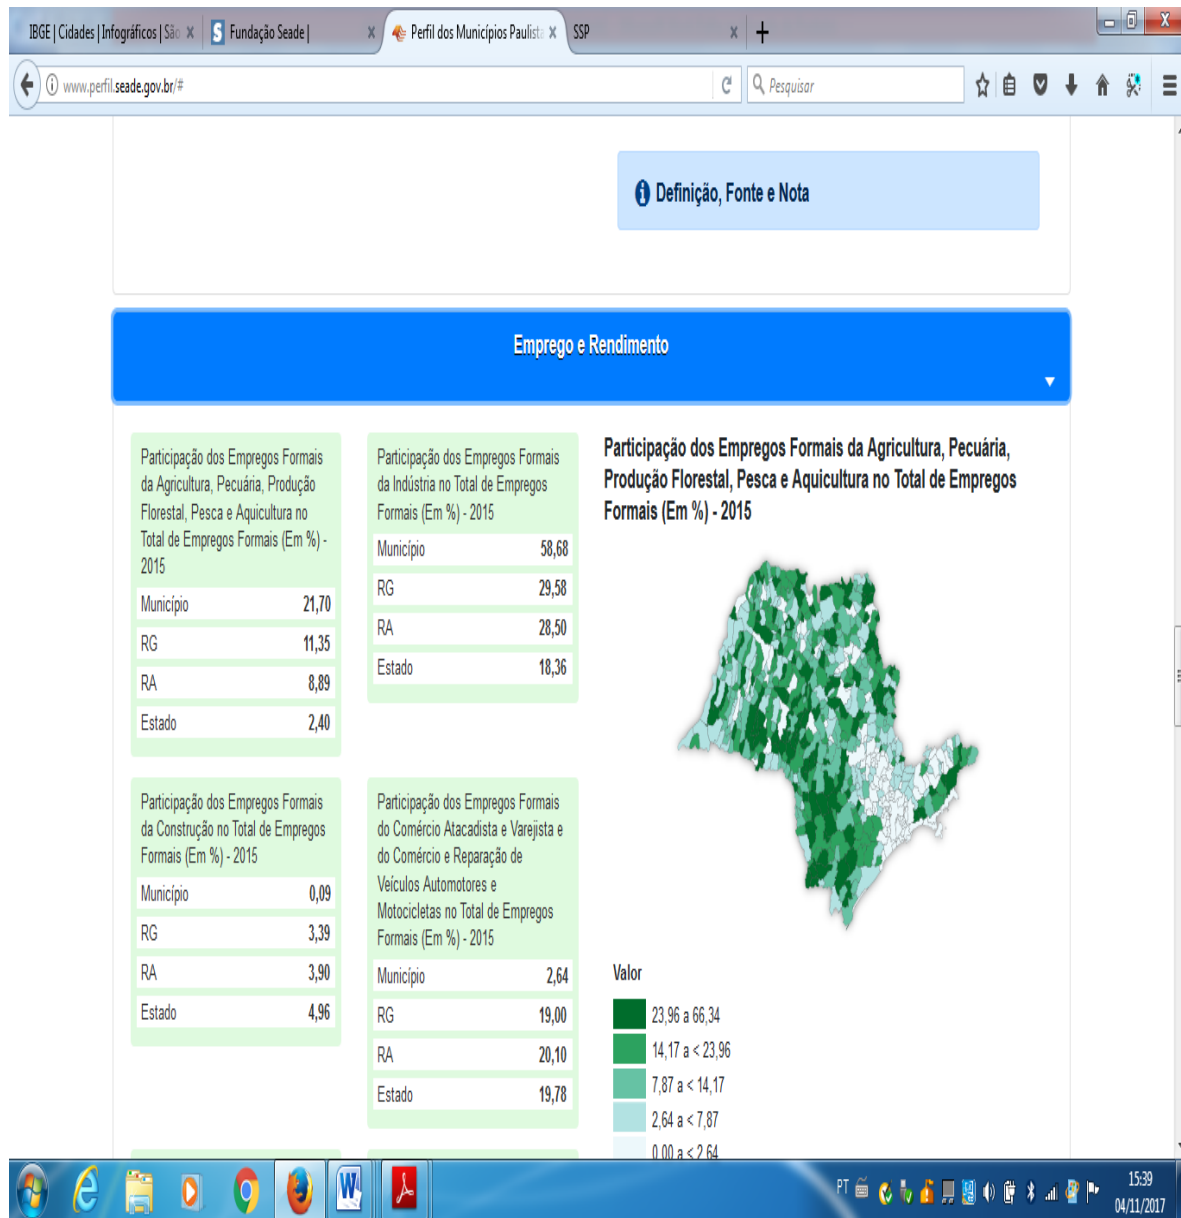 IBGE | Cidades | Infográficos | São
Fundação Seade |
Perfil dos Municípios Paulista
SSP
www.perfil.seade.gov.br/#
Pesquisar
Definição, Fonte e Nota
Emprego e Rendimento
Participação dos Empregos Formais
da Agricultura, Pecuária, Produção
Florestal, Pesca e Aquicultura no
Total de Empregos Formais (Em %) -
2015
Município 21,70
RG 11,35
RA 8,89
Estado 2,40
Participação dos Empregos Formais
da Indústria no Total de Empregos
Formais (Em %) - 2015
Município 58,68
RG 29,58
RA 28,50
Estado 18,36
Participação dos Empregos Formais da Agricultura, Pecuária,
Produção Florestal, Pesca e Aquicultura no Total de Empregos
Formais (Em %) - 2015
Participação dos Empregos Formais
da Construção no Total de Empregos
Formais (Em %) - 2015
Município 0,09
RG 3,39
RA 3,90
Estado 4,96
Participação dos Empregos Formais
do Comércio Atacadista e Varejista e
do Comércio e Reparação de
Veículos Automotores e
Motocicletas no Total de Empregos
Formais (Em %) - 2015
Município 2,64
RG 19,00
RA 20,10
Estado 19,78
Valor
23,96 a 66,34
14,17 a < 23,96
7,87 a < 14,17
2,64 a < 7,87
0,00 a < 2,64
PT
15:39
04/11/2017